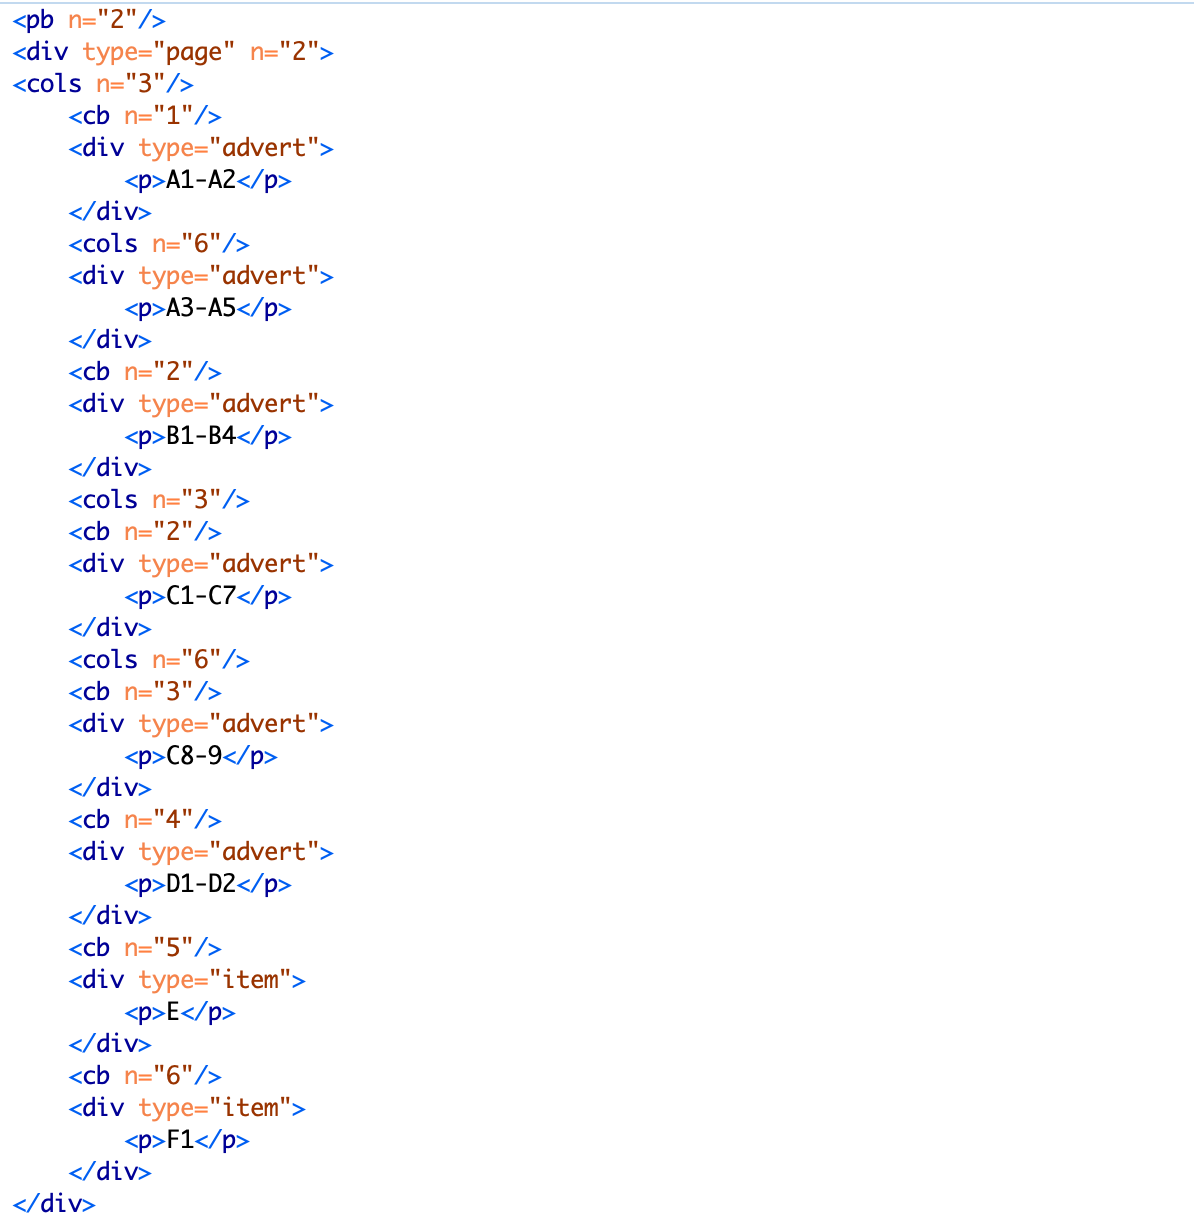 <pb n="2"/>
<div type="page" n="2">
<cols n="3"/>
    <cb n="1"/>
    <div type="advert">
        <p>A1-A2</p>
    </div>
    <cols n="6"/>
    <div type="advert">
        <p>A3-A5</p>
    </div>
    <cb n="2"/>
    <div type="advert">
        <p>B1-B4</p>
    </div>
    <cols n="3"/>
    <cb n="2"/>
    <div type="advert">
        <p>C1-C7</p>
    </div>
    <cols n="6"/>
    <cb n="3"/>
    <div type="advert">
        <p>C8-9</p>
    </div>
    <cb n="4"/>
    <div type="advert">
        <p>D1-D2</p>
    </div>
    <cb n="5"/>
    <div type="item">
        <p>E</p>
    </div>
    <cb n="6"/>
    <div type="item">
        <p>F1</p>
    </div>
</div>